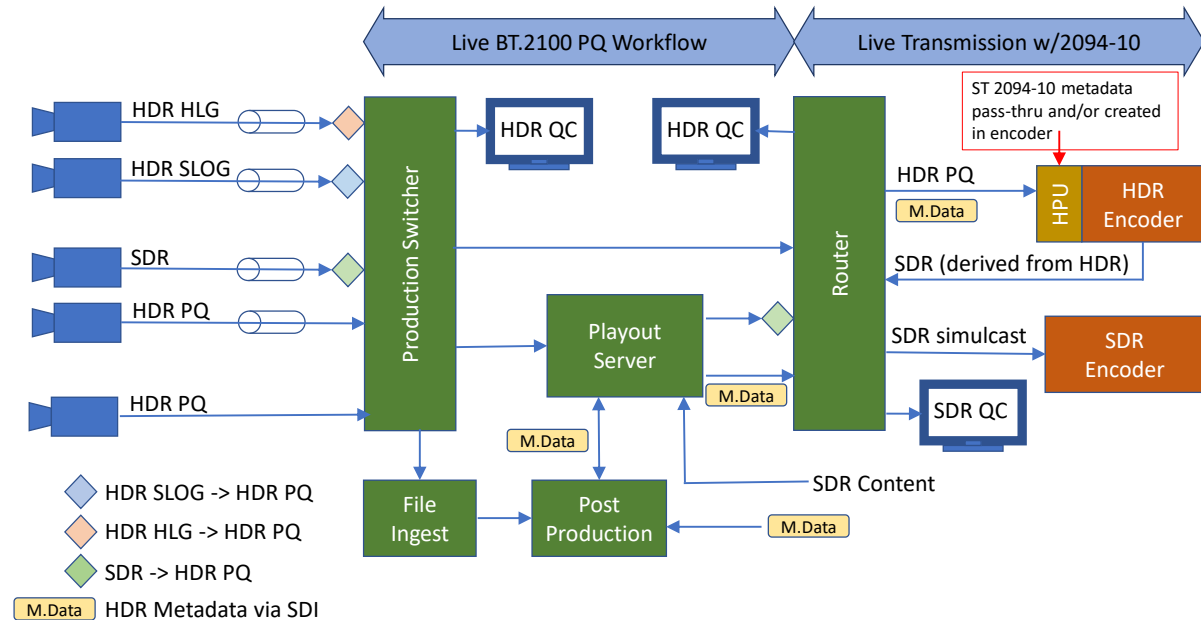 Live BT.2100 PQ Workflow
Live Transmission w/2094-10
ST 2094-10 metadata
pass-thru and/or created
in encoder
HDR HLG
HDR SLOG
SDR
HDR PQ
HDR PQ
Production Switcher
HDR QC
HDR QC
Router
HDR PQ
M.Data
HPU
HDR
Encoder
SDR (derived from HDR)
Playout
Server
M.Data
SDR simulcast
SDR
Encoder
SDR QC
M.Data
SDR Content
File
Ingest
Post
Production
M.Data
HDR SLOG -> HDR PQ
HDR HLG -> HDR PQ
SDR -> HDR PQ
M.Data HDR Metadata via SDI